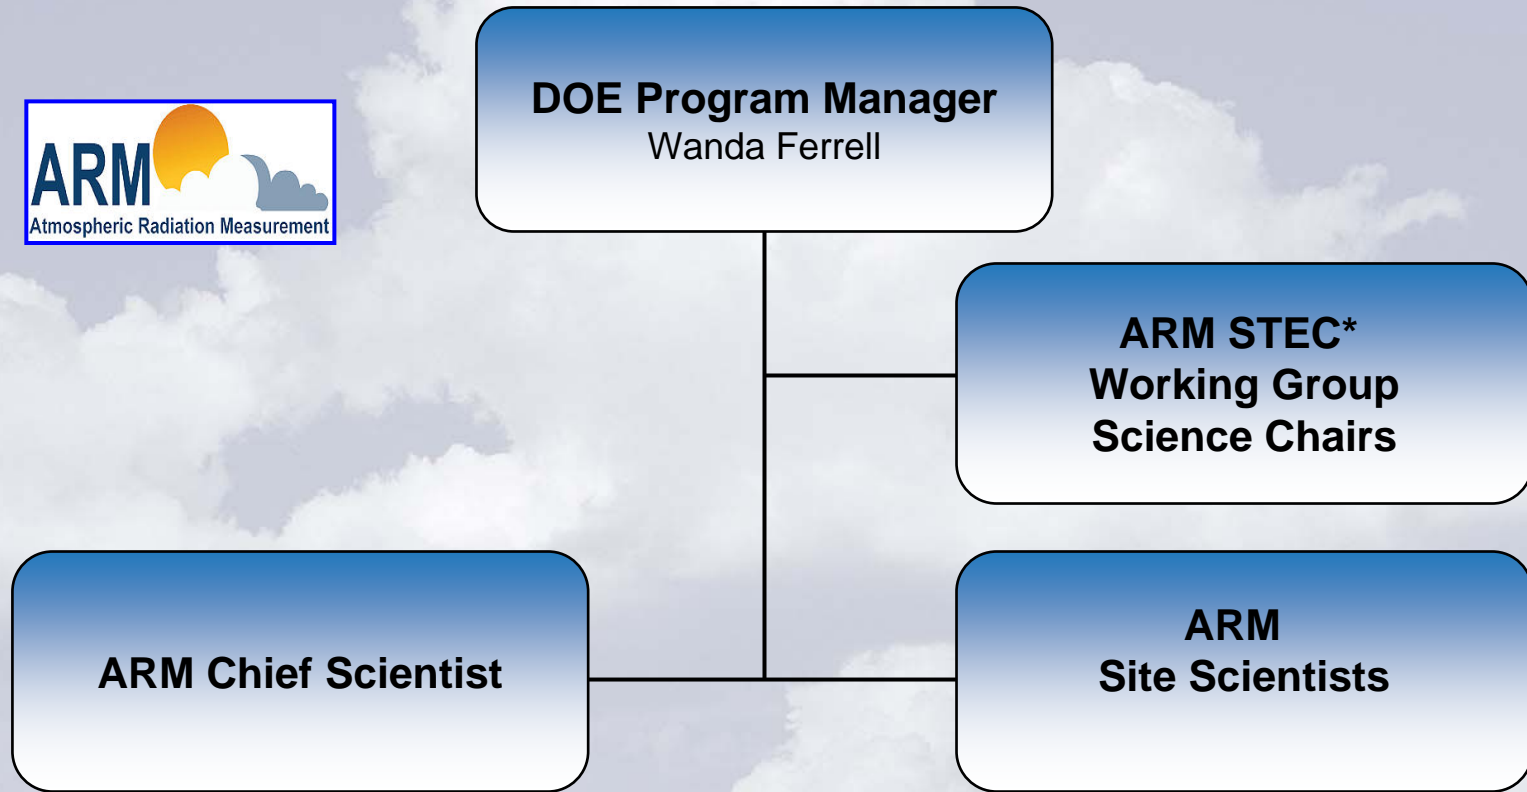 DOE Program Manager
Wanda Ferrell
ARM
Atmospheric Radiation Measurement
ARM STEC*
Working Group
Science Chairs
ARM Chief Scientist
ARM
Site Scientists